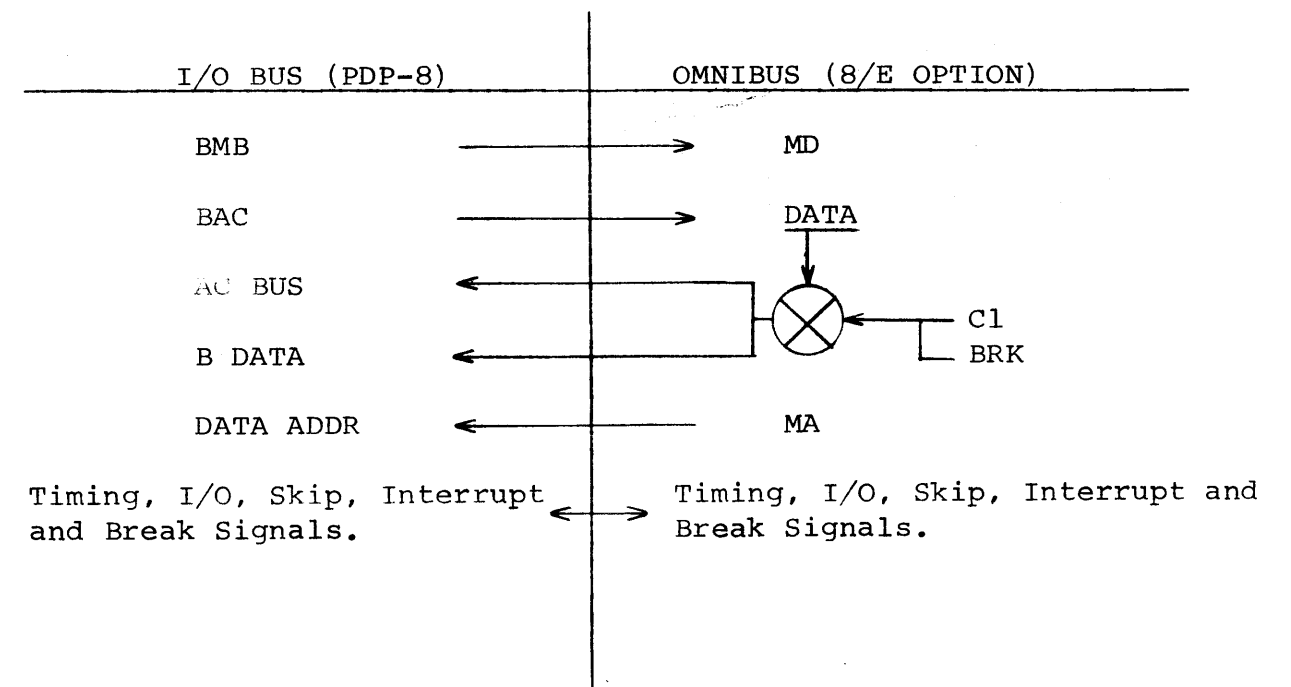 I/O BUS (PDP-8) OMNIBUS (8/E OPTION)
BMB MD
BAC DATA
AC BUS
C1
B DATA BRK
DATA ADDR MA
Timing, I/O, Skip, Interrupt
and Break Signals.
Timing, I/O, Skip, Interrupt and
Break Signals.